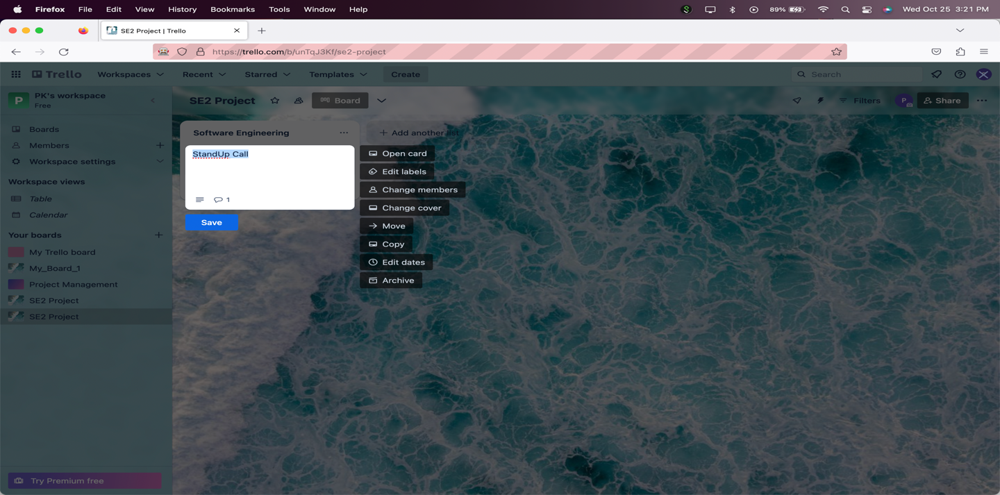 Firefox File Edit View History Bookmarks Tools Window Help 89% Wed Oct 25 3:21 PM
SE2 Project | Trello
https://trello.com/b/unTqJ3Kf/se2-project
Trello Workspaces Recent Starred Templates Create Search
P PK's workspace
Free
SE2 Project Board Filters P Share
Boards
Members
Workspace settings
Workspace views
Table
Calendar
Your boards
My Trello board
My_Board_1
Project Management
SE2 Project
SE2 Project
Try Premium free
Software Engineering
Add another list
StandUp Call
1
Save
Open card
Edit labels
Change members
Change cover
Move
Copy
Edit dates
Archive